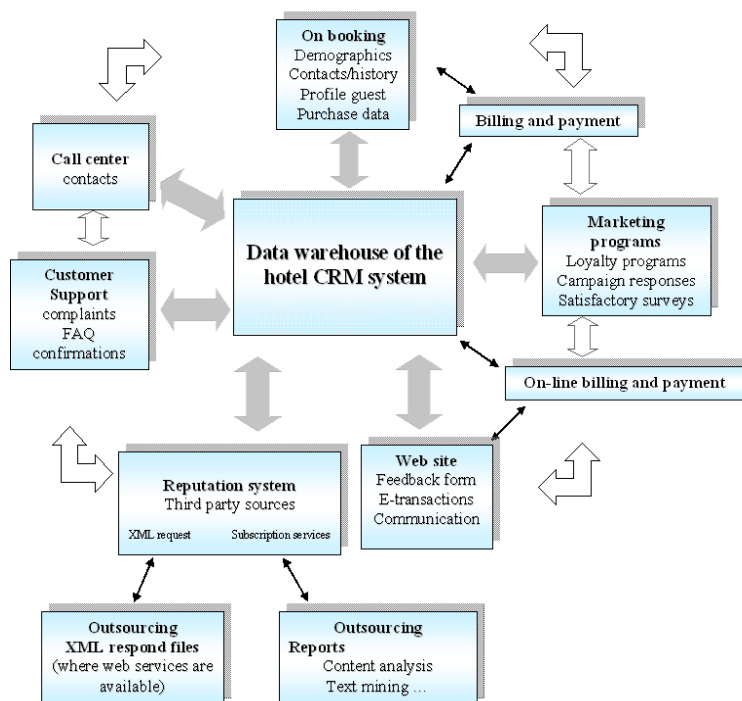 On booking
Demographics
Contacts/history
Profile guest
Purchase data
Billing and payment
Call center
contacts
Data warehouse of the
hotel CRM system
Marketing
programs
Loyalty programs
Campaign responses
Satisfactory surveys
Customer
Support
complaints
FAQ
confirmations
On-line billing and payment
Reputation system
Third party sources
XML request Subscription services
Web site
Feedback form
E-transactions
Communication
Outsourcing
XML respond files
(where web services are
available)
Outsourcing
Reports
Content analysis
Text mining ...